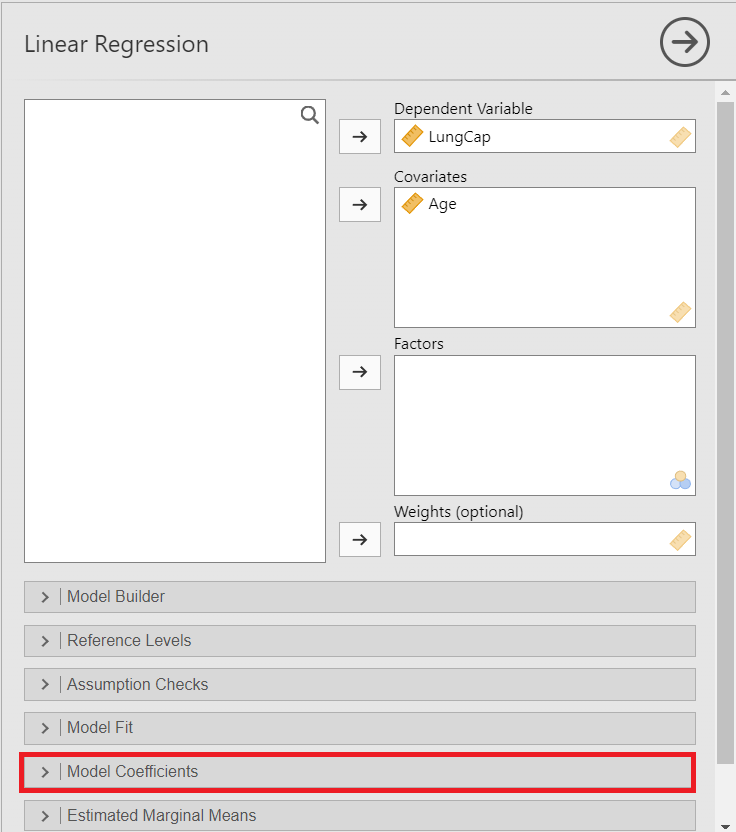 Linear Regression
Dependent Variable
LungCap
Covariates
Age
Factors
Weights (optional)
Model Builder
Reference Levels
Assumption Checks
Model Fit
Model Coefficients
Estimated Marginal Means